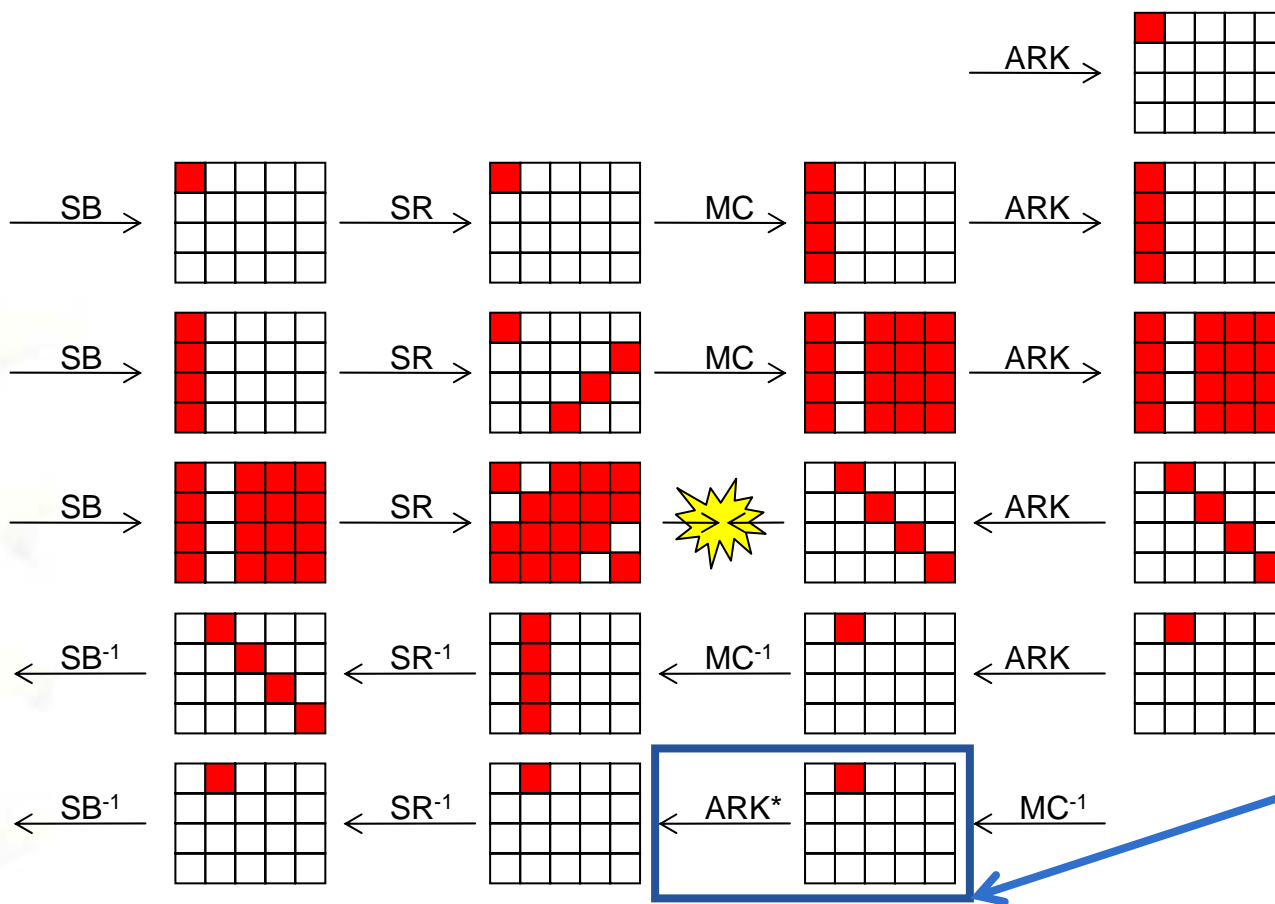 ARK
SB SR MC ARK
SB SR MC ARK
SB SR ARK
SB⁻¹ SR⁻¹ MC⁻¹ ARK
SB⁻¹ SR⁻¹ ARK* MC⁻¹